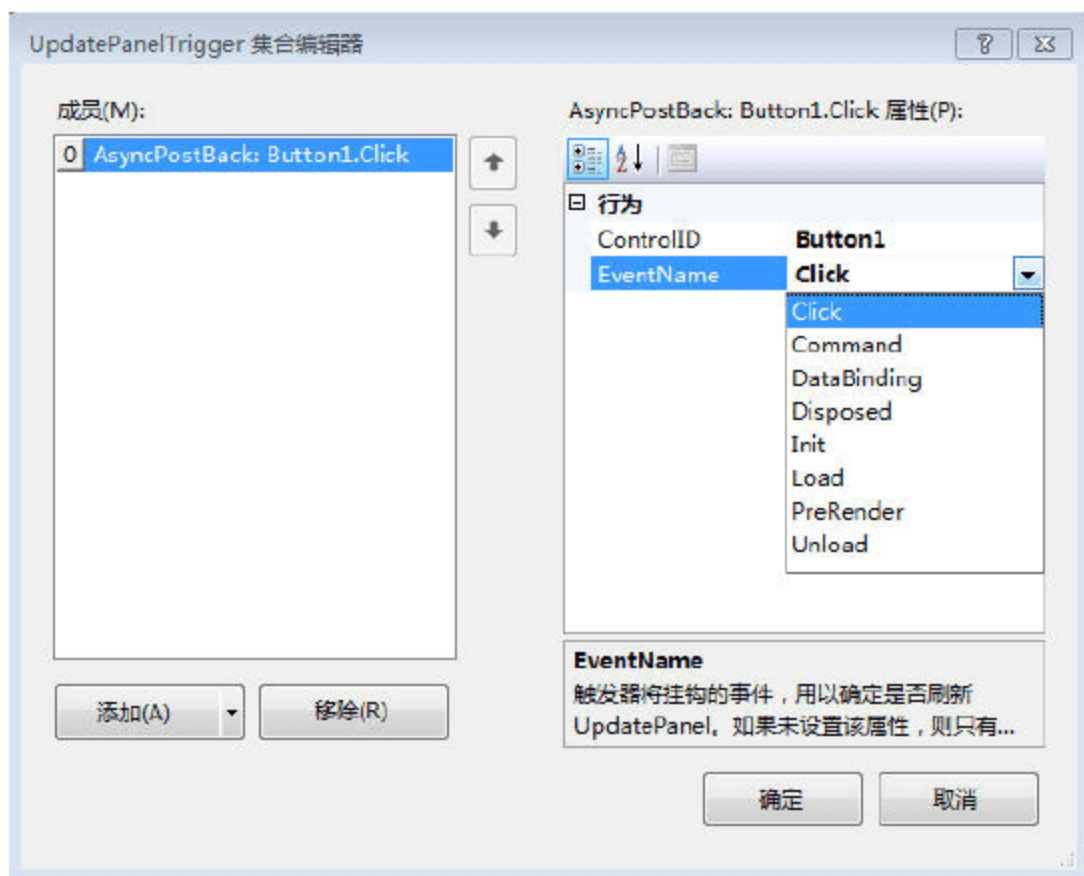 UpdatePanelTrigger 集合编辑器
成员(M):
0 AsyncPostBack: Button1.Click
添加(A)
移除(R)
AsyncPostBack: Button1.Click 属性(P):
行为
ControlID Button1
EventName Click
Click
Command
DataBinding
Disposed
Init
Load
PreRender
Unload
EventName
触发器将挂钩的事件，用以确定是否刷新
UpdatePanel。如果未设置该属性，则只有...
确定
取消